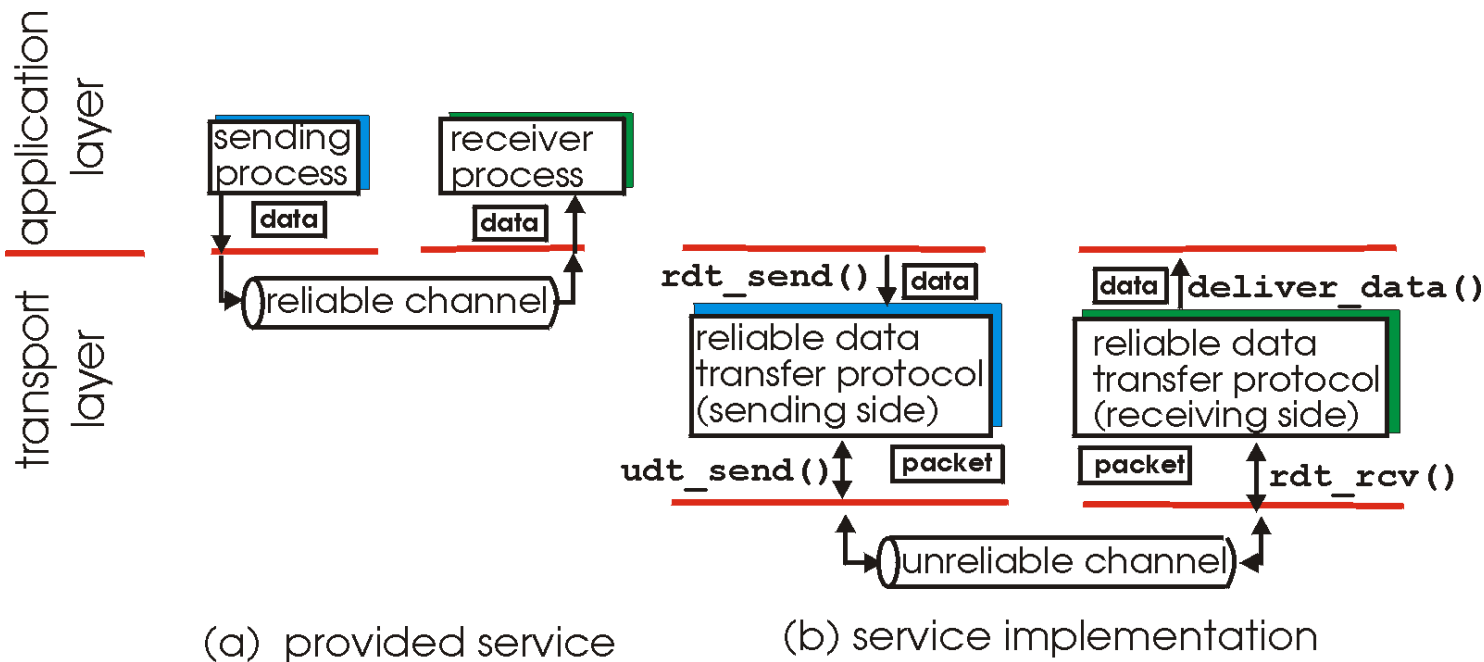 application
layer
transport
layer
sending
process
receiver
process
data
data
reliable channel
(a) provided service
rdt_send()
data
data
deliver_data()
reliable data
transfer protocol
(sending side)
reliable data
transfer protocol
(receiving side)
udt_send()
packet
packet
rdt_rcv()
unreliable channel
(b) service implementation